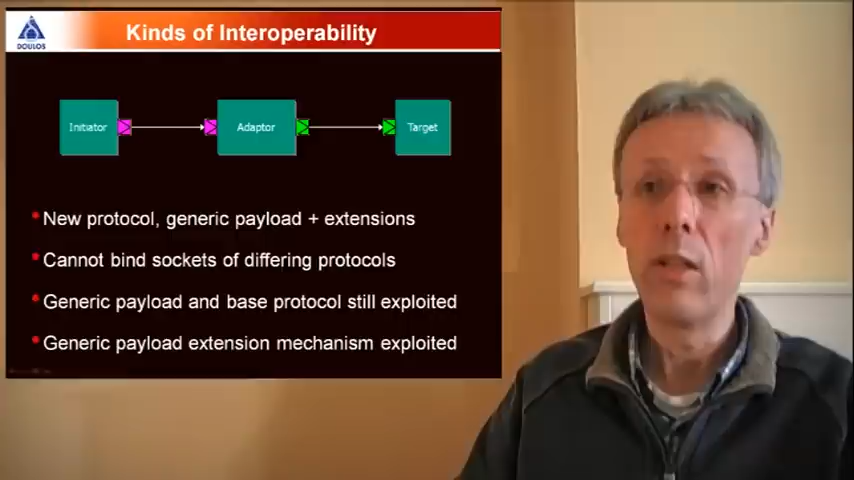 DOULOS
Kinds of Interoperability
Initiator
Adaptor
Target
New protocol, generic payload + extensions
Cannot bind sockets of differing protocols
Generic payload and base protocol still exploited
Generic payload extension mechanism exploited